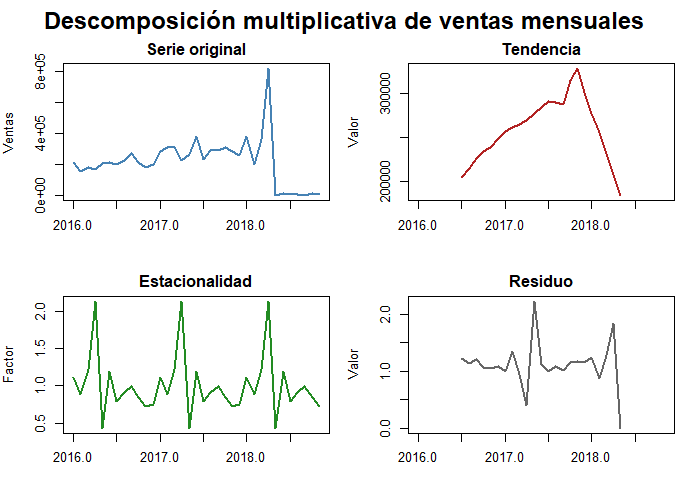 Descomposición multiplicativa de ventas mensuales
Serie original
Ventas
8e+05
4e+05
0e+00
2016.0 2017.0 2018.0
Tendencia
Valor
300000
200000
2016.0 2017.0 2018.0
Estacionalidad
Factor
2.0
1.5
1.0
0.5
2016.0 2017.0 2018.0
Residuo
Valor
2.0
1.0
0.0
2016.0 2017.0 2018.0